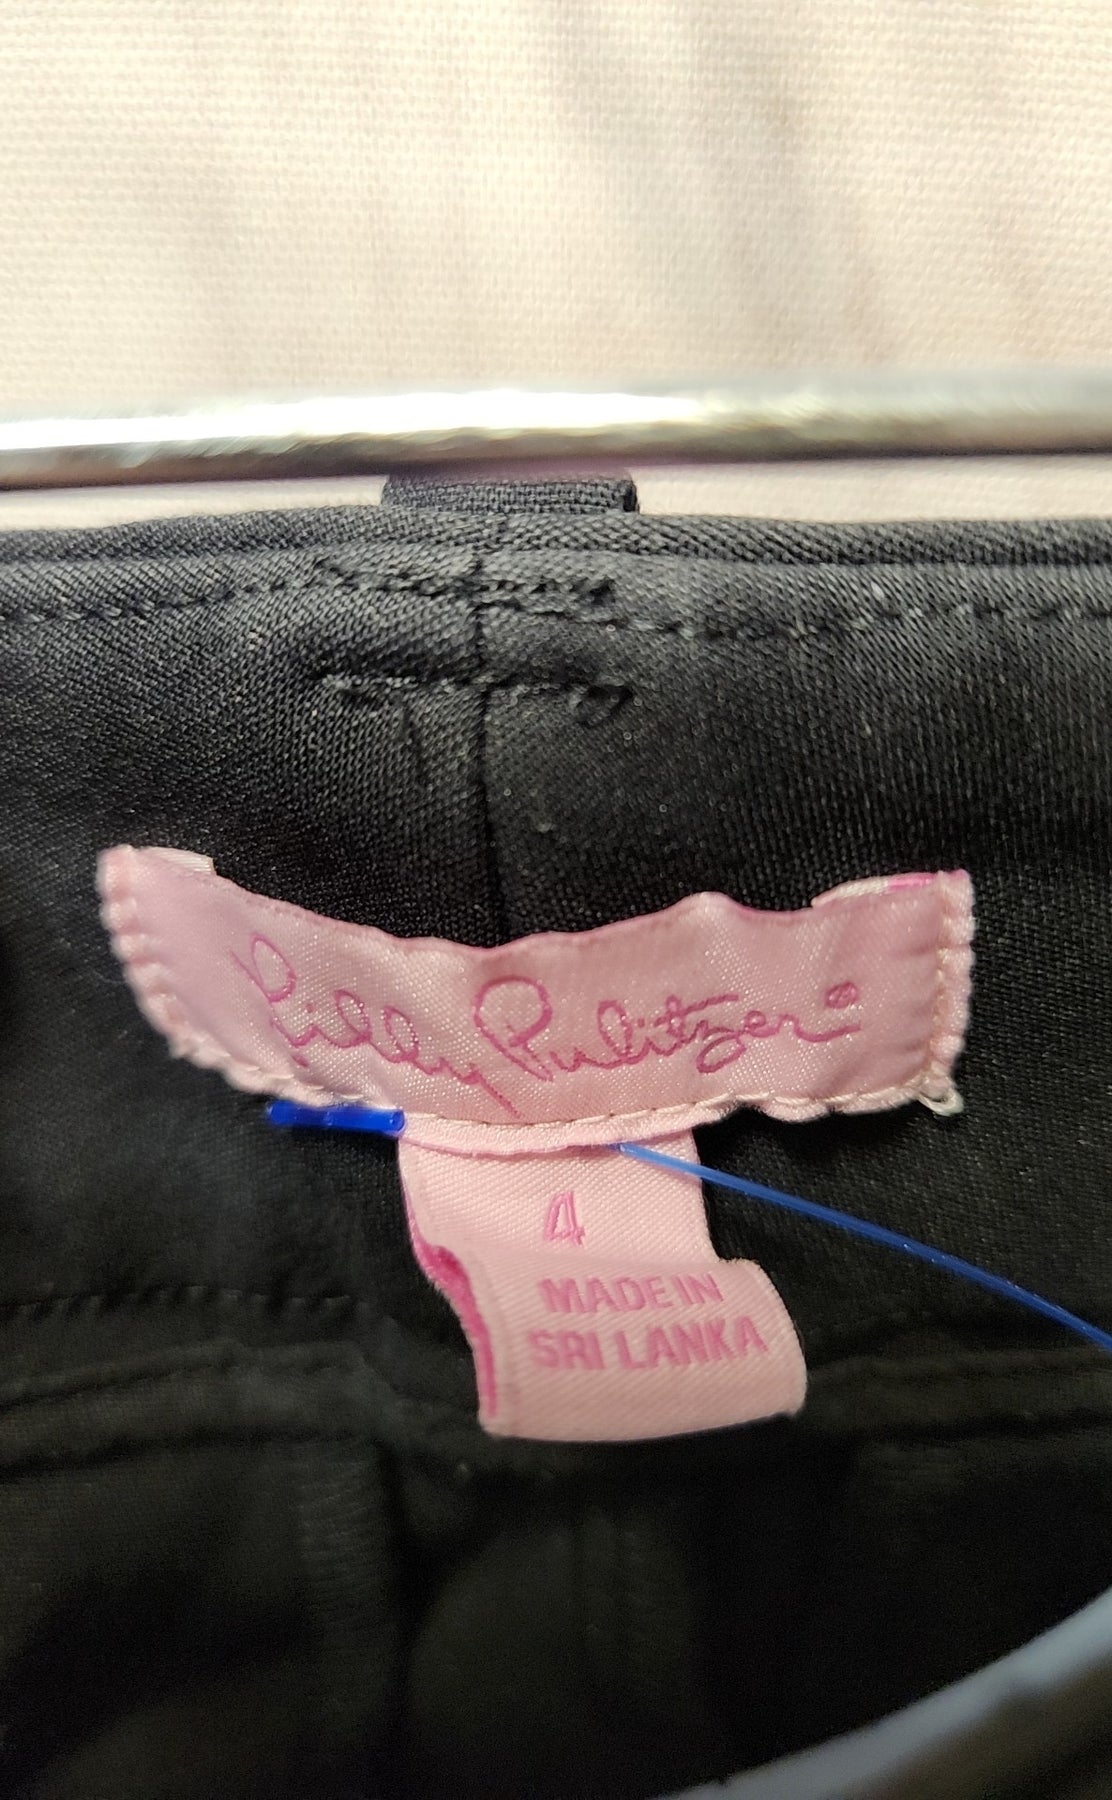 Lilly Pulitzer®
4
MADE IN
SRI LANKA